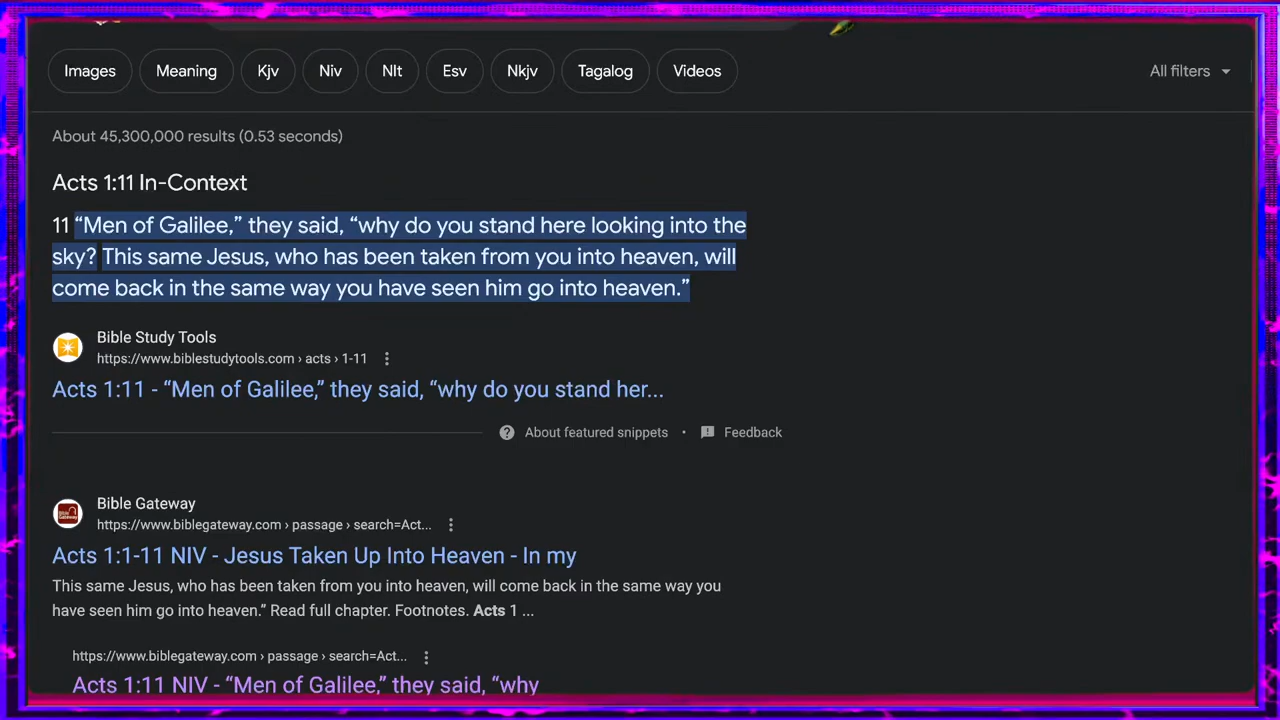 Images Meaning Kjv Niv Nlt Esv Nkjv Tagalog Videos All filters
About 45,300,000 results (0.53 seconds)
Acts 1:11 In-Context
11 “Men of Galilee,” they said, “why do you stand here looking into the
sky? This same Jesus, who has been taken from you into heaven, will
come back in the same way you have seen him go into heaven.”
Bible Study Tools
https://www.biblestudytools.com › acts › 1-11
Acts 1:11 - “Men of Galilee,” they said, “why do you stand her...
About featured snippets • Feedback
Bible Gateway
https://www.biblegateway.com › passage › search=Act...
Acts 1:1-11 NIV - Jesus Taken Up Into Heaven - In my
This same Jesus, who has been taken from you into heaven, will come back in the same way you
have seen him go into heaven.” Read full chapter. Footnotes. Acts 1 ...
https://www.biblegateway.com › passage › search=Act...
Acts 1:11 NIV - “Men of Galilee,” they said, “why